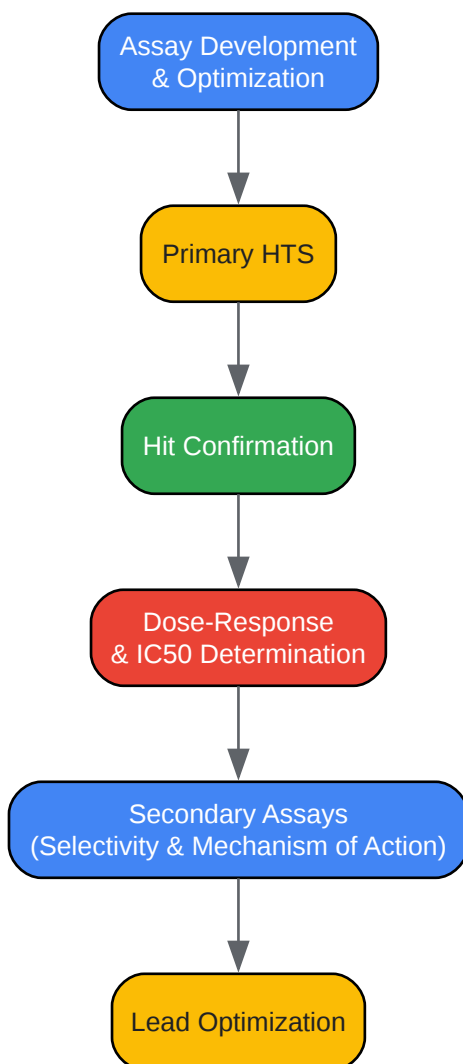 Assay Development
& Optimization
Primary HTS
Hit Confirmation
Dose-Response
& IC50 Determination
Secondary Assays
(Selectivity & Mechanism of Action)
Lead Optimization